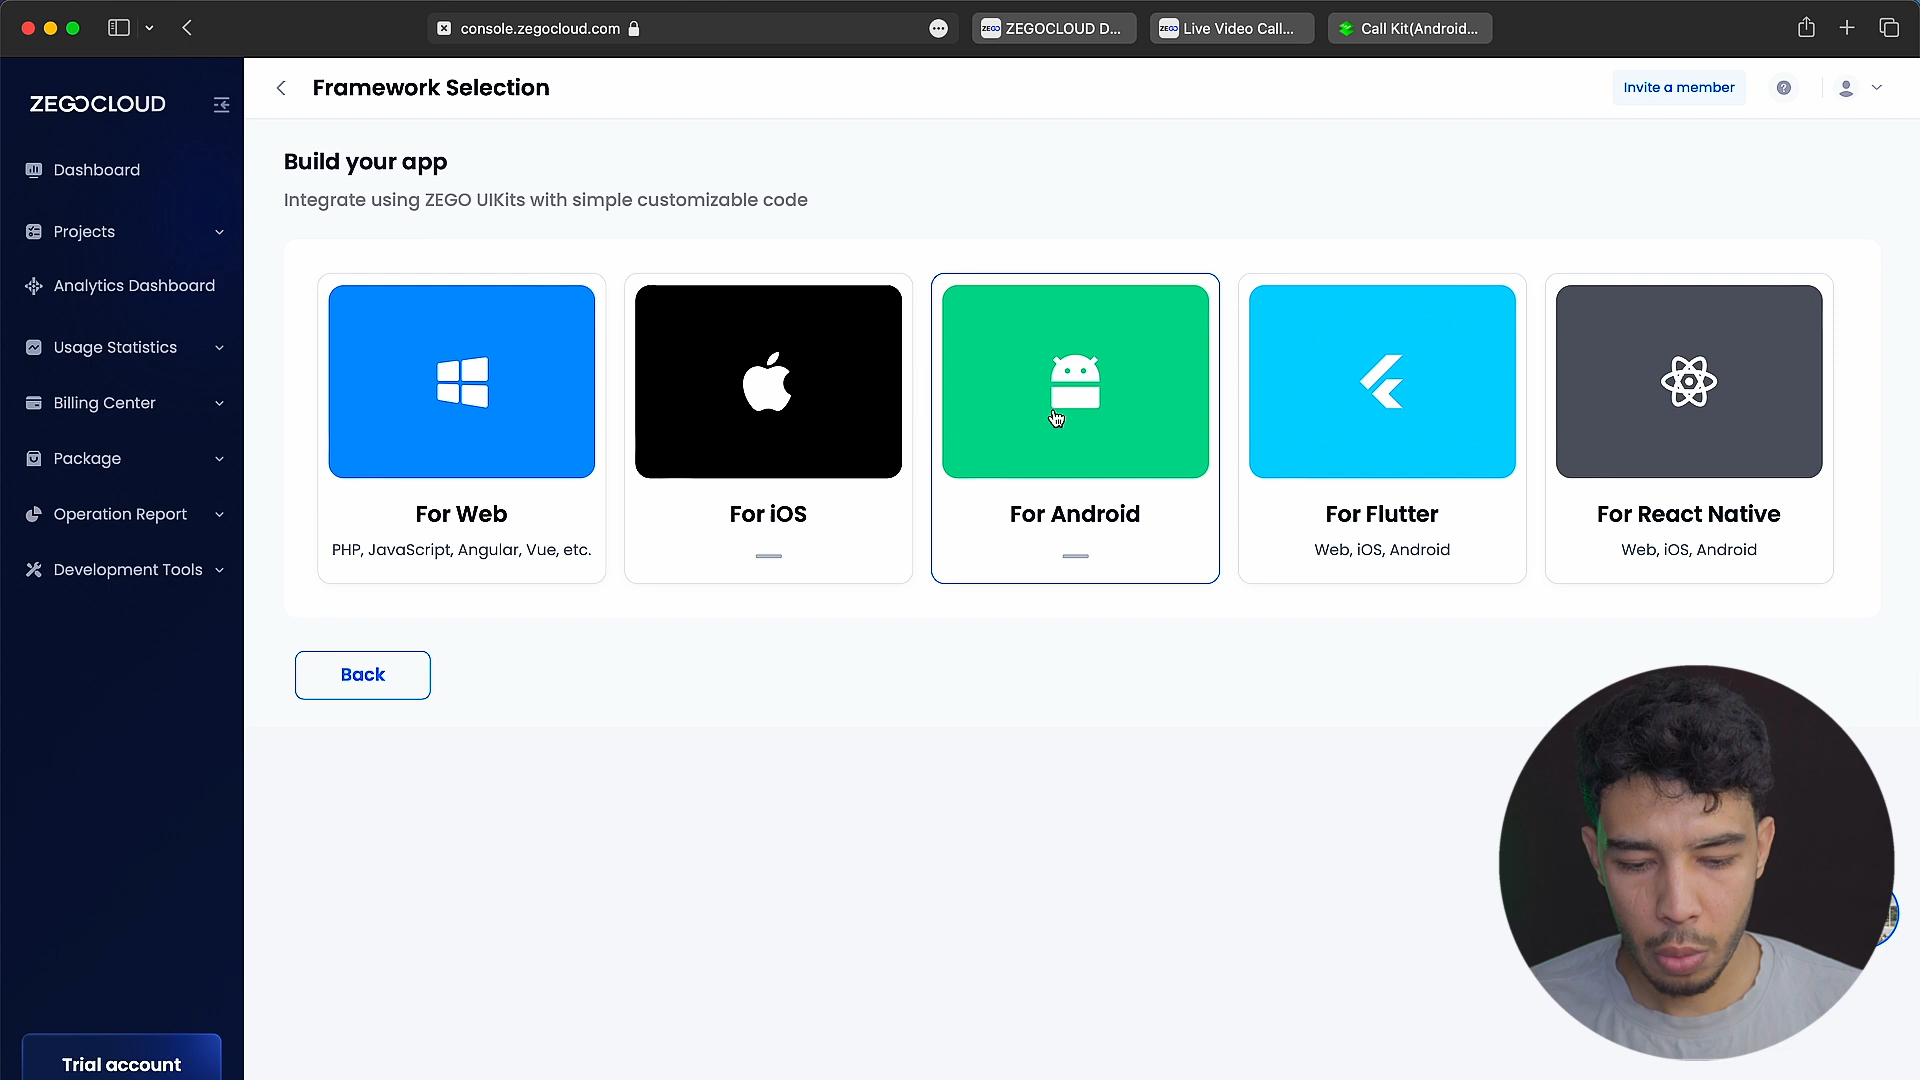 console.zegocloud.com
ZEGO
ZEGOCLOUD D...
ZEGO
Live Video Call...
Call Kit(Android...
ZEGOCLOUD
Framework Selection
Invite a member
?
Dashboard
Projects
Analytics Dashboard
Usage Statistics
Billing Center
Package
Operation Report
Development Tools
Trial account
Build your app
Integrate using ZEGO UIKits with simple customizable code
For Web
PHP, JavaScript, Angular, Vue, etc.
For iOS
For Android
For Flutter
Web, iOS, Android
For React Native
Web, iOS, Android
Back